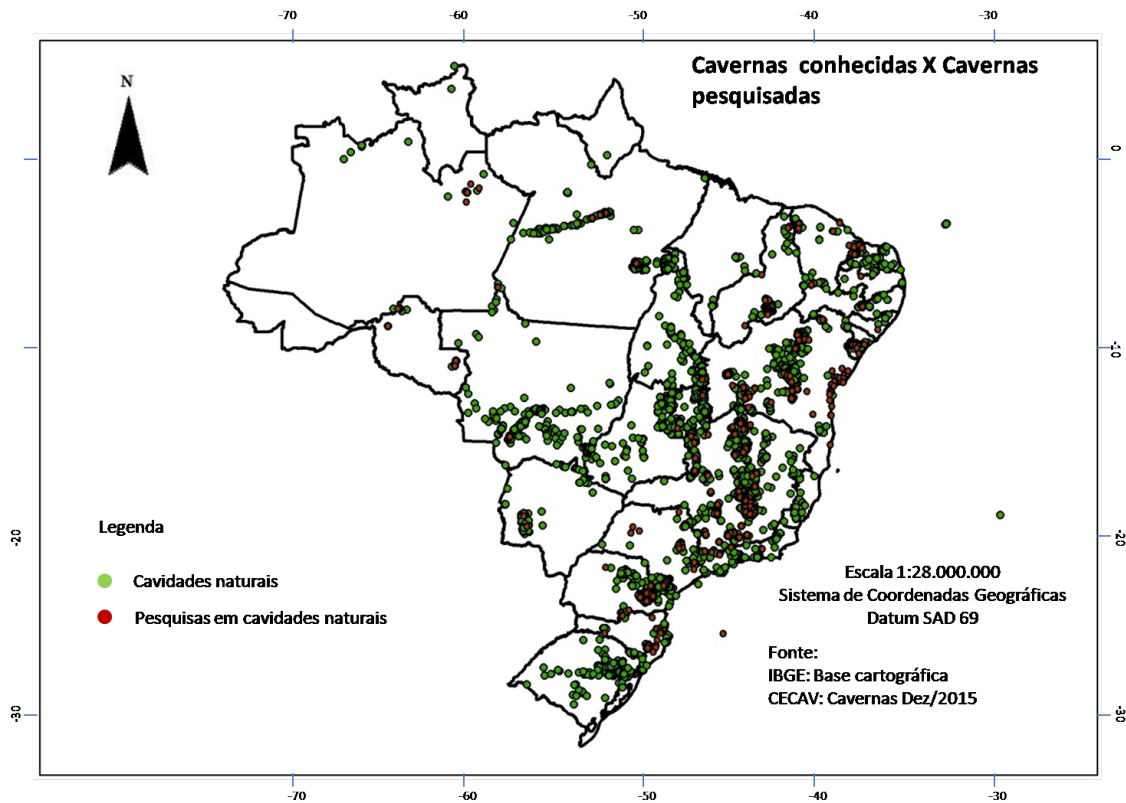 -70 -60 -50 -40 -30
Cavernas conhecidas X Cavernas
pesquisadas
N
0
-10
-20
-20
Legenda
Cavidades naturais
Pesquisas em cavidades naturais
Escala 1:28.000.000
Sistema de Coordenadas Geográficas
Datum SAD 69
Fonte:
IBGE: Base cartográfica
CECAV: Cavernas Dez/2015
-30
-30
-70 -60 -50 -40 -30